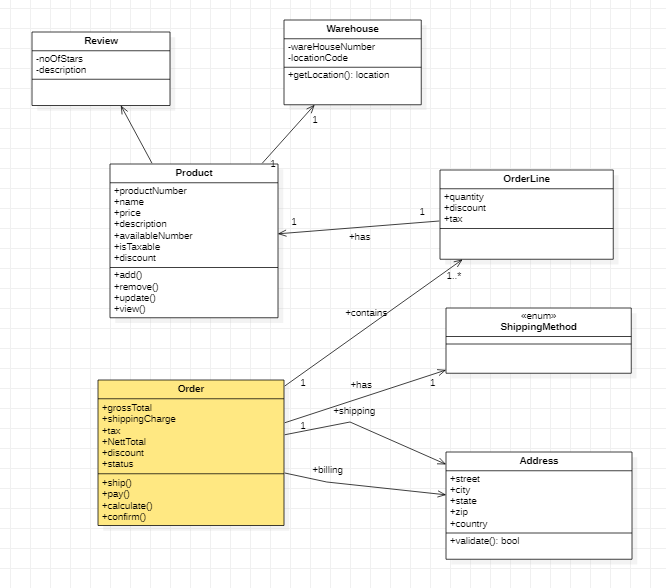 Review
-noOfStars
-description
Warehouse
-wareHouseNumber
-locationCode
+getLocation(): location
1
1
Product
+productNumber
+name
+price
+description
+availableNumber
+isTaxable
+discount
+add()
+remove()
+update()
+view()
OrderLine
+quantity
+discount
+tax
1
1
+has
1..*
+contains
1
«enum»
ShippingMethod
+has
1
1
+shipping
+billing
Order
+grossTotal
+shippingCharge
+tax
+NettTotal
+discount
+status
+ship()
+pay()
+calculate()
+confirm()
Address
+street
+city
+state
+zip
+country
+validate(): bool